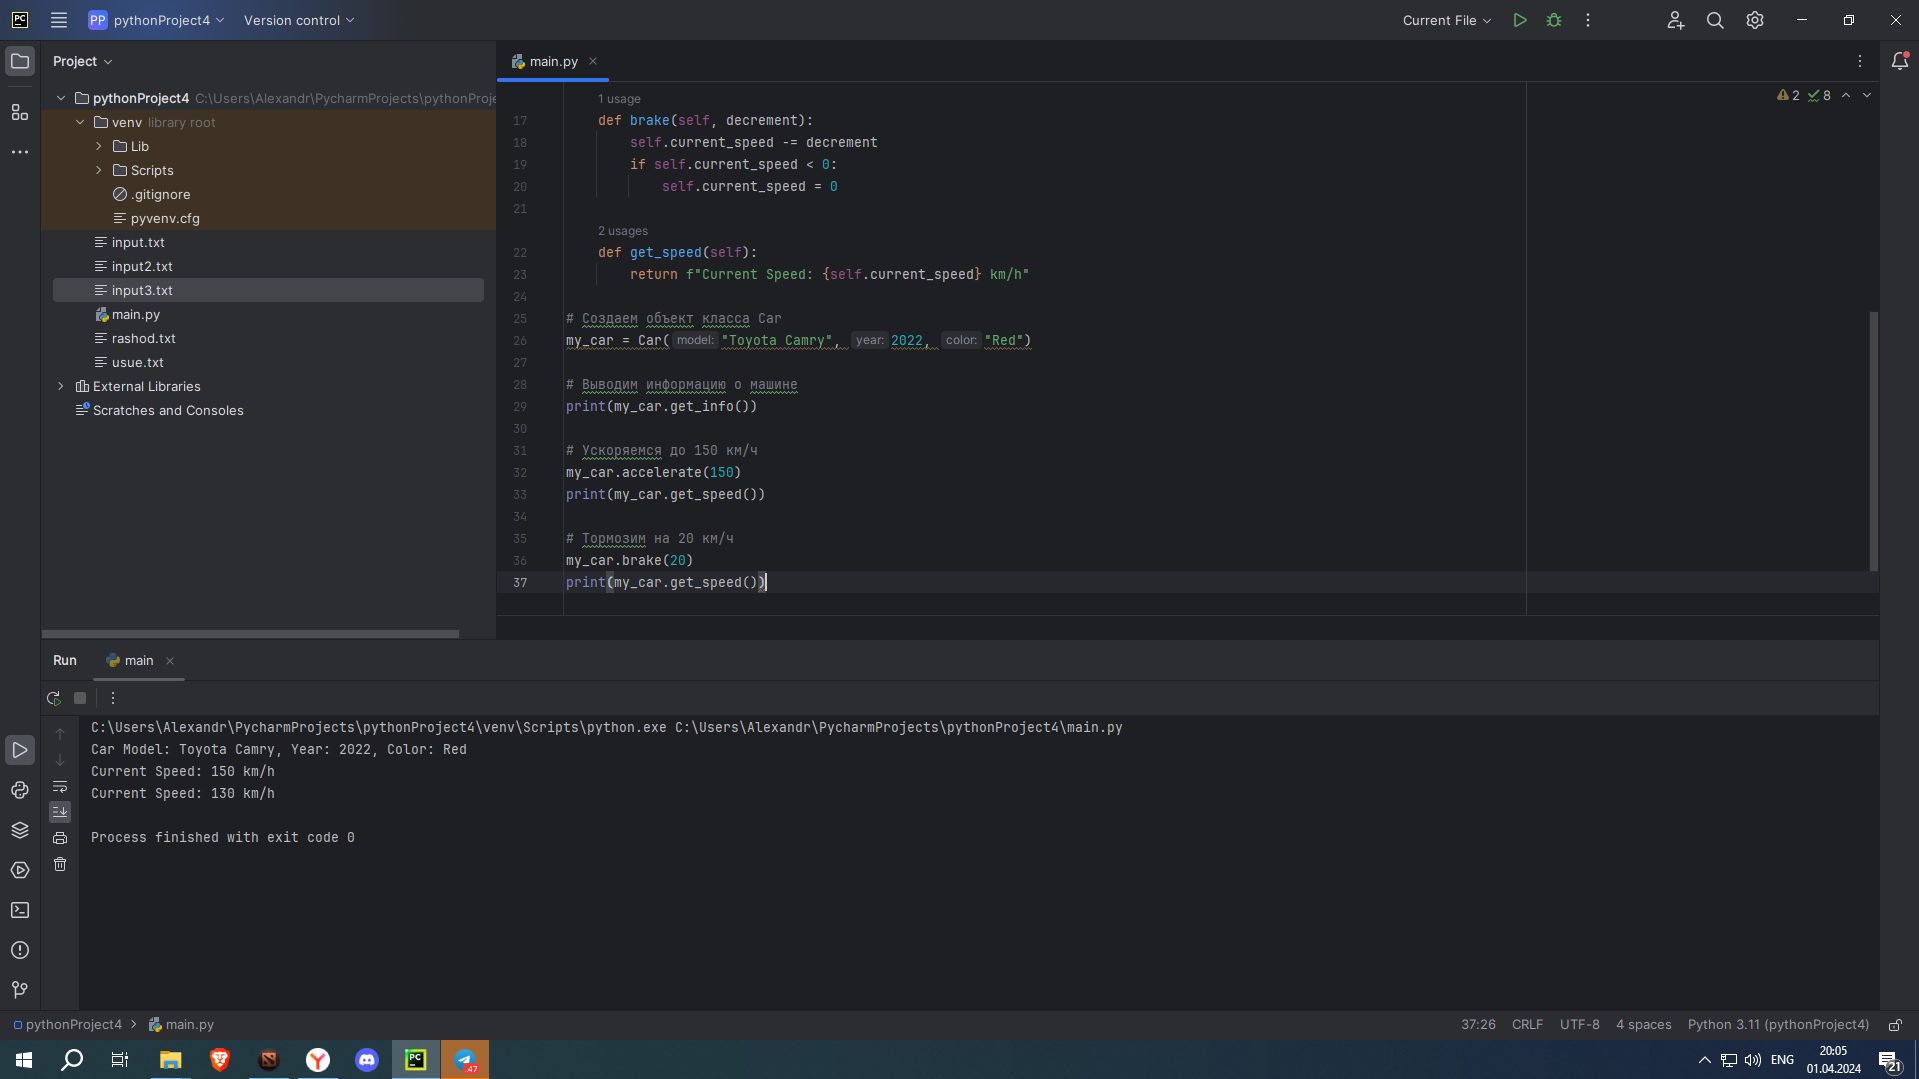 PC
PP pythonProject4 Version control
Current File
Project
main.py
pythonProject4 C:\Users\Alexandr\PycharmProjects\pythonProje
venv library root
Lib
Scripts
.gitignore
pyvenv.cfg
input.txt
input2.txt
input3.txt
main.py
rashod.txt
usue.txt
External Libraries
Scratches and Consoles
2 8
1 usage
17 def brake(self, decrement):
18 self.current_speed -= decrement
19 if self.current_speed < 0:
20 self.current_speed = 0
21
2 usages
22 def get_speed(self):
23 return f"Current Speed: {self.current_speed} km/h"
24
25 # Создаем объект класса Car
26 my_car = Car( model: "Toyota Camry", year: 2022, color: "Red")
27
28 # Выводим информацию о машине
29 print(my_car.get_info())
30
31 # Ускоряемся до 150 км/ч
32 my_car.accelerate(150)
33 print(my_car.get_speed())
34
35 # Тормозим на 20 км/ч
36 my_car.brake(20)
37 print(my_car.get_speed())
Run main
C:\Users\Alexandr\PycharmProjects\pythonProject4\venv\Scripts\python.exe C:\Users\Alexandr\PycharmProjects\pythonProject4\main.py
Car Model: Toyota Camry, Year: 2022, Color: Red
Current Speed: 150 km/h
Current Speed: 130 km/h
Process finished with exit code 0
pythonProject4 main.py
37:26 CRLF UTF-8 4 spaces Python 3.11 (pythonProject4)
PC
.47
ENG
20:05
01.04.2024
21